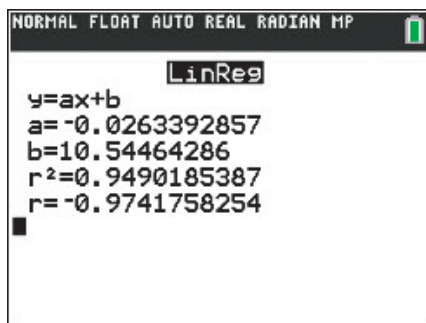 NORMAL FLOAT AUTO REAL RADIAN MP
LinReg
y=ax+b
a=-0.0263392857
b=10.54464286
r²=0.9490185387
r=-0.9741758254